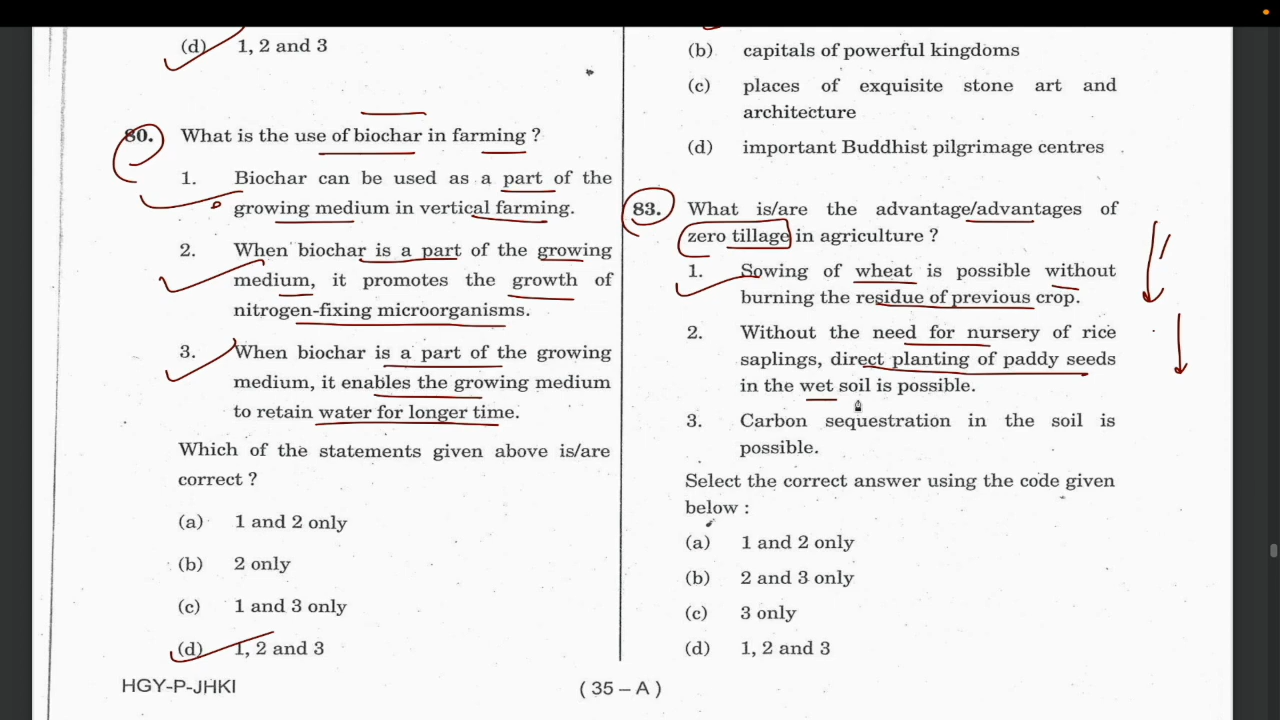 (d) 1, 2 and 3
80. What is the use of biochar in farming ?
1. Biochar can be used as a part of the
growing medium in vertical farming.
2. When biochar is a part of the growing
medium, it promotes the growth of
nitrogen-fixing microorganisms.
3. When biochar is a part of the growing
medium, it enables the growing medium
to retain water for longer time.
Which of the statements given above is/are
correct ?
(a) 1 and 2 only
(b) 2 only
(c) 1 and 3 only
(d) 1, 2 and 3
HGY-P-JHKI
(b) capitals of powerful kingdoms
(c) places of exquisite stone art and
architecture
(d) important Buddhist pilgrimage centres
83. What is/are the advantage/advantages of
zero tillage in agriculture ?
1. Sowing of wheat is possible without
burning the residue of previous crop.
2. Without the need for nursery of rice
saplings, direct planting of paddy seeds
in the wet soil is possible.
3. Carbon sequestration in the soil is
possible.
Select the correct answer using the code given
below :
(a) 1 and 2 only
(b) 2 and 3 only
(c) 3 only
(d) 1, 2 and 3
( 35 – A )